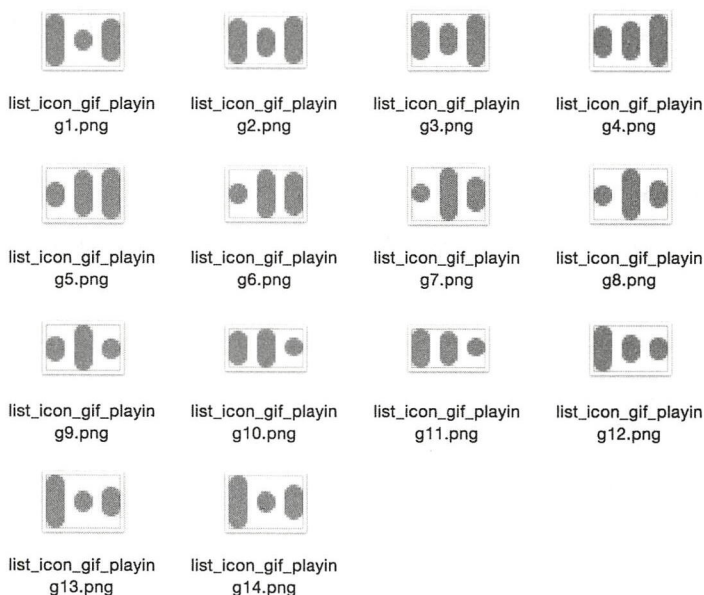 list_icon_gif_playin
g1.png
list_icon_gif_playin
g2.png
list_icon_gif_playin
g3.png
list_icon_gif_playin
g4.png
list_icon_gif_playin
g5.png
list_icon_gif_playin
g6.png
list_icon_gif_playin
g7.png
list_icon_gif_playin
g8.png
list_icon_gif_playin
g9.png
list_icon_gif_playin
g10.png
list_icon_gif_playin
g11.png
list_icon_gif_playin
g12.png
list_icon_gif_playin
g13.png
list_icon_gif_playin
g14.png